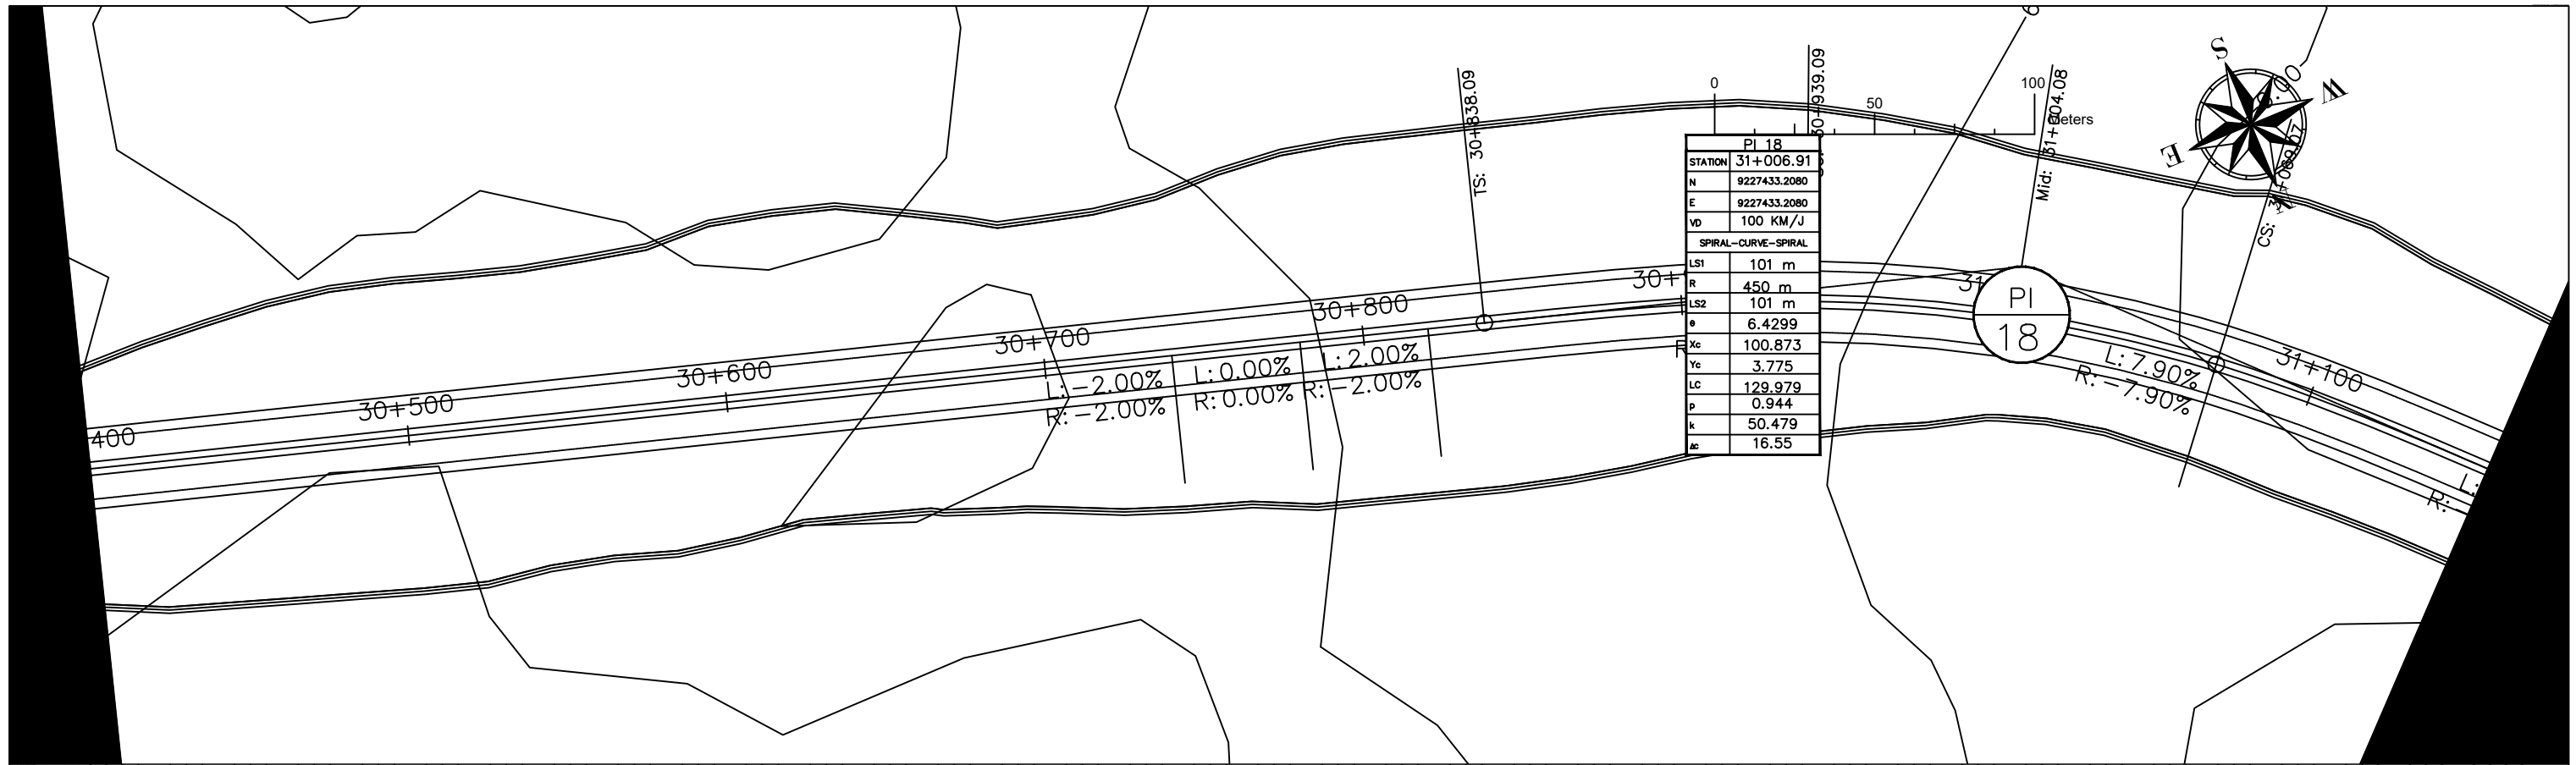 S
W
E
0
50
100
Meters
TS: 30+838.09
30+939.09
Mid: 31+004.08
CS:
PI 18
STATION 31+006.91
N 9227433.2080
E 9227433.2080
VD 100 KM/J
SPIRAL-CURVE-SPIRAL
LS1 101 m
R 450 m
LS2 101 m
θ 6.4299
Xc 100.873
Yc 3.775
LC 129.979
p 0.944
k 50.479
Δc 16.55
PI
18
400
30+500
30+600
30+700
30+800
30+
31
31+100
L:-2.00%
R:-2.00%
L:0.00%
R:0.00%
L:2.00%
R:-2.00%
L:7.90%
R:-7.90%
L:
R:-